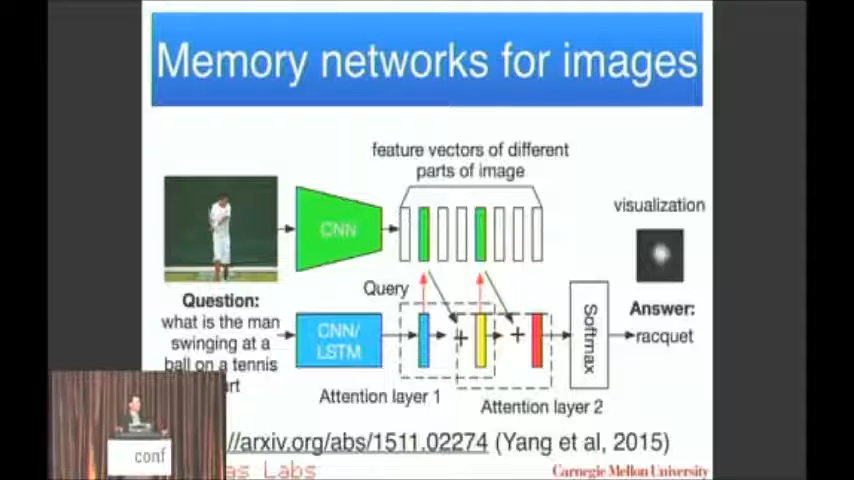 Memory networks for images
feature vectors of different
parts of image
CNN
visualization
Query
Question:
what is the man
swinging at a
ball on a tennis
CNN/
LSTM
+
+
Softmax
Answer:
racquet
Attention layer 1
Attention layer 2
//arxiv.org/abs/1511.02274 (Yang et al, 2015)
Labs
Carnegie Mellon University
conf